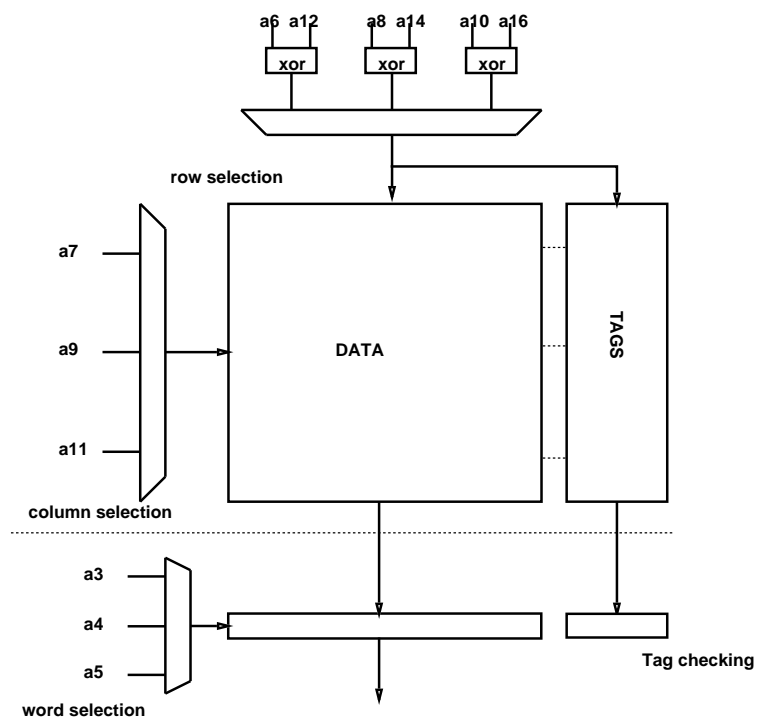 a6 a12 a8 a14 a10 a16
xor xor xor
row selection
a7
a9
a11
DATA
TAGS
column selection
a3
a4
a5
Tag checking
word selection